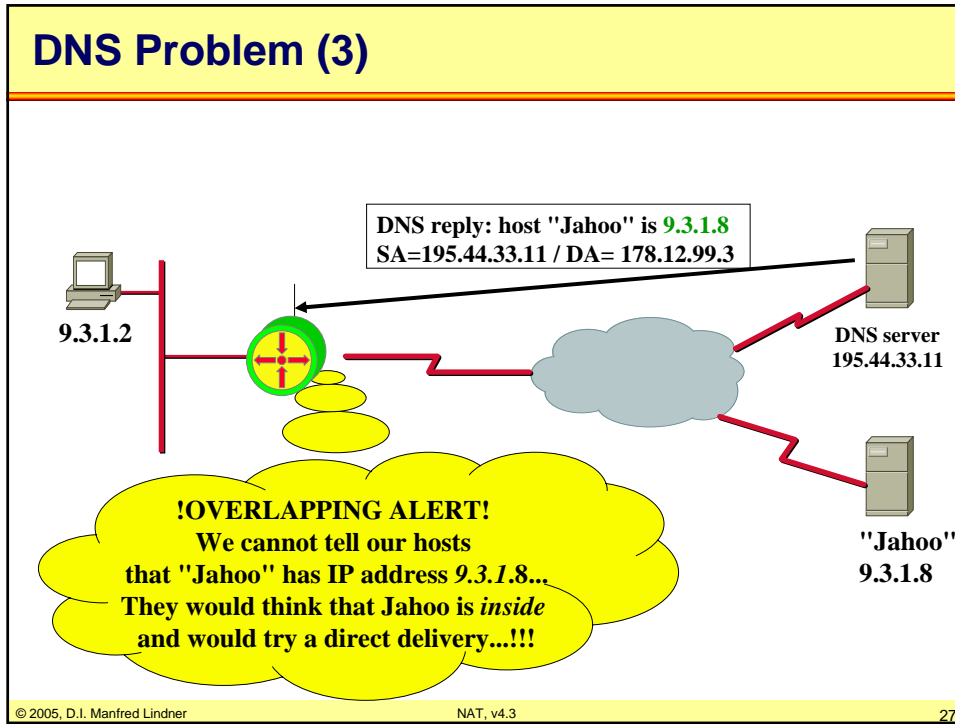 DNS Problem (3)
DNS reply: host "Jahoo" is 9.3.1.8
SA=195.44.33.11 / DA= 178.12.99.3
9.3.1.2
DNS server
195.44.33.11
!OVERLAPPING ALERT!
We cannot tell our hosts
that "Jahoo" has IP address 9.3.1.8...
They would think that Jahoo is inside
and would try a direct delivery...!!!
"Jahoo"
9.3.1.8
© 2005, D.I. Manfred Lindner
NAT, v4.3
27